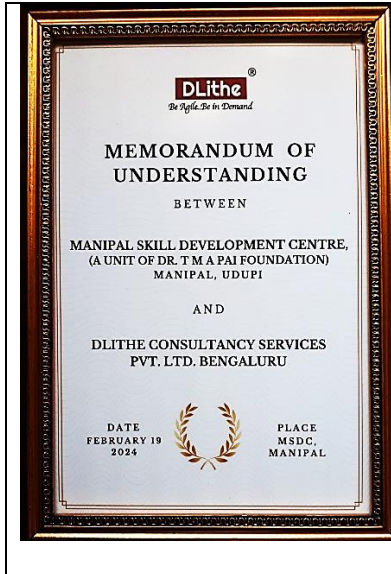 DLithe®
Be Agile..Be in Demand
MEMORANDUM OF
UNDERSTANDING
BETWEEN
MANIPAL SKILL DEVELOPMENT CENTRE,
(A UNIT OF DR. T M A PAI FOUNDATION)
MANIPAL, UDUPI
AND
DLITHE CONSULTANCY SERVICES
PVT. LTD. BENGALURU
DATE
FEBRUARY 19
2024
PLACE
MSDC,
MANIPAL